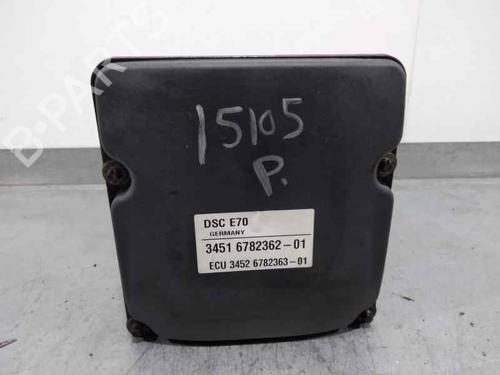 B-PARTS
15105
P.
DSC E70
GERMANY
3451 6782362-01
ECU 3452 6782363-01